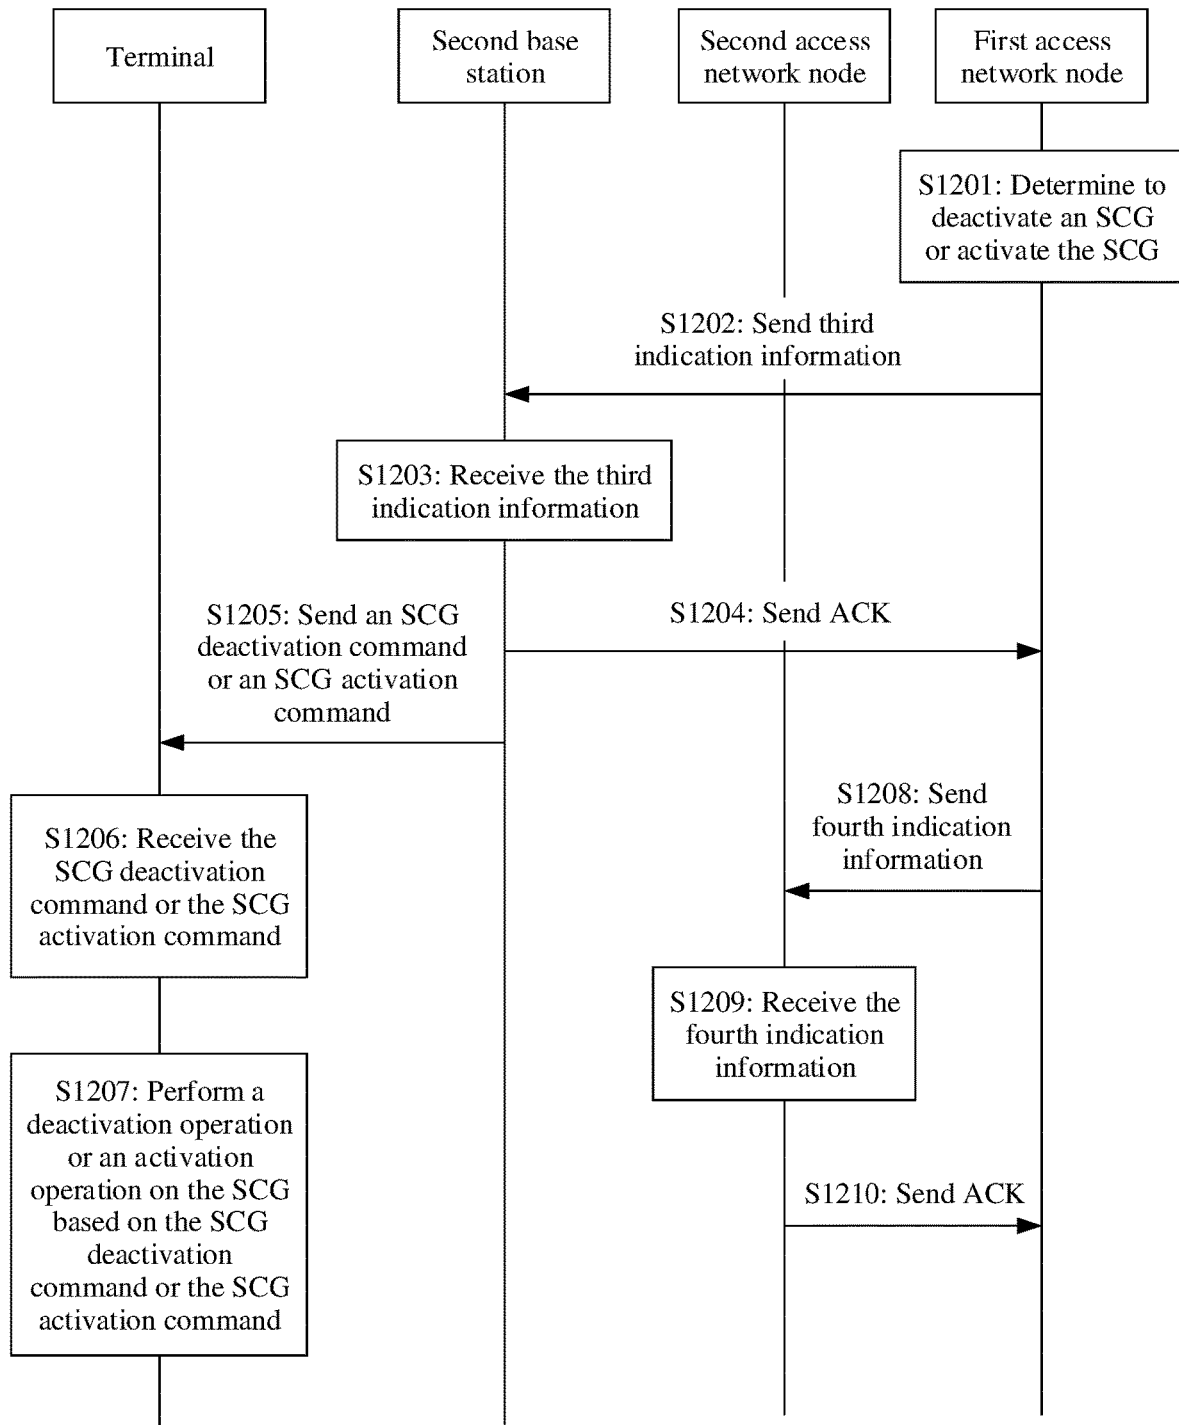 Terminal
Second base
station
Second access
network node
First access
network node
S1201: Determine to
deactivate an SCG
or activate the SCG
S1202: Send third
indication information
S1203: Receive the third
indication information
S1204: Send ACK
S1205: Send an SCG
deactivation command
or an SCG activation
command
S1206: Receive the
SCG deactivation
command or the SCG
activation command
S1208: Send
fourth indication
information
S1209: Receive the
fourth indication
information
S1207: Perform a
deactivation operation
or an activation
operation on the SCG
based on the SCG
deactivation
command or the SCG
activation command
S1210: Send ACK